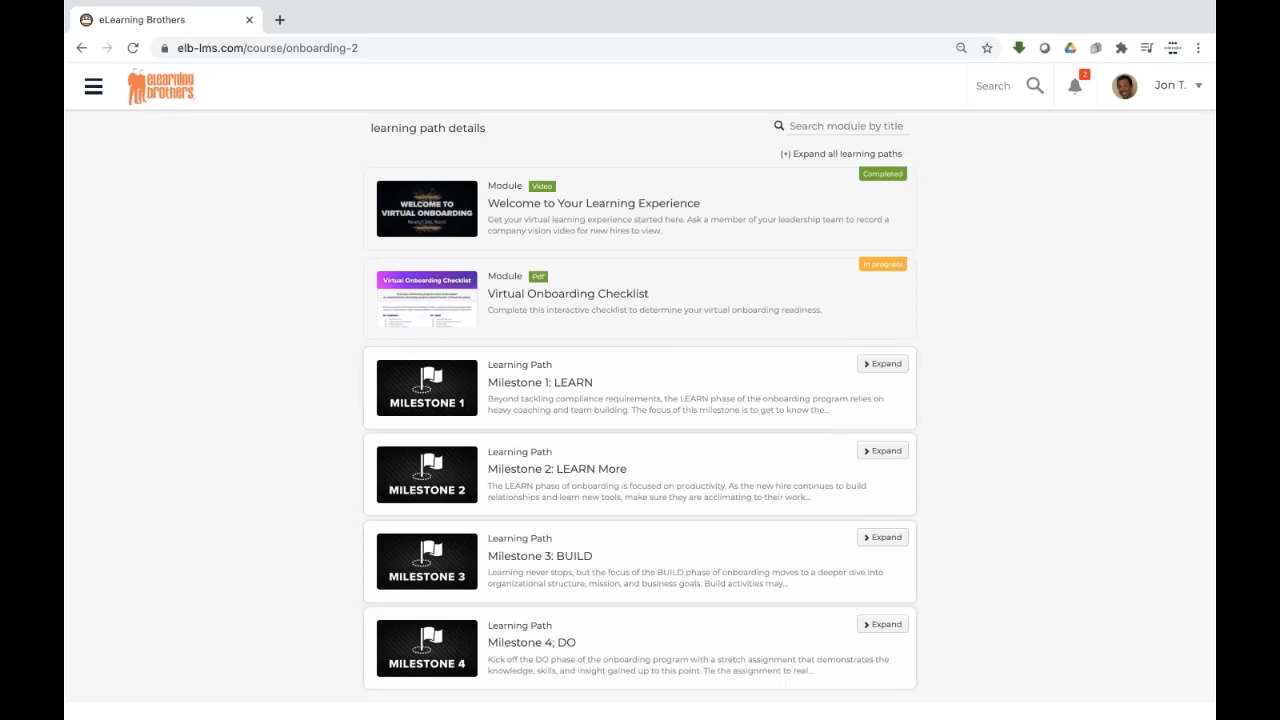 eLearning Brothers
elb-lms.com/course/onboarding-2
eLearning
brothers
Search
2
Jon T.
learning path details
Search module by title
(+) Expand all learning paths
Completed
WELCOME TO
VIRTUAL ONBOARDING
Module Video
Welcome to Your Learning Experience
Get your virtual learning experience started here. Ask a member of your leadership team to record a
company vision video for new hires to view.
In progress
Virtual Onboarding Checklist
Module Pdf
Virtual Onboarding Checklist
Complete this interactive checklist to determine your virtual onboarding readiness.
MILESTONE 1
Learning Path
Expand
Milestone 1: LEARN
Beyond tackling compliance requirements, the LEARN phase of the onboarding program relies on
heavy coaching and team building. The focus of this milestone is to get to know the...
MILESTONE 2
Learning Path
Expand
Milestone 2: LEARN More
The LEARN phase of onboarding is focused on productivity. As the new hire continues to build
relationships and learn new tools, make sure they are acclimating to their work...
MILESTONE 3
Learning Path
Expand
Milestone 3: BUILD
Learning never stops, but the focus of the BUILD phase of onboarding moves to a deeper dive into
organizational structure, mission, and business goals. Build activities may...
MILESTONE 4
Learning Path
Expand
Milestone 4; DO
Kick off the DO phase of the onboarding program with a stretch assignment that demonstrates the
knowledge, skills, and insight gained up to this point. Tie the assignment to real...